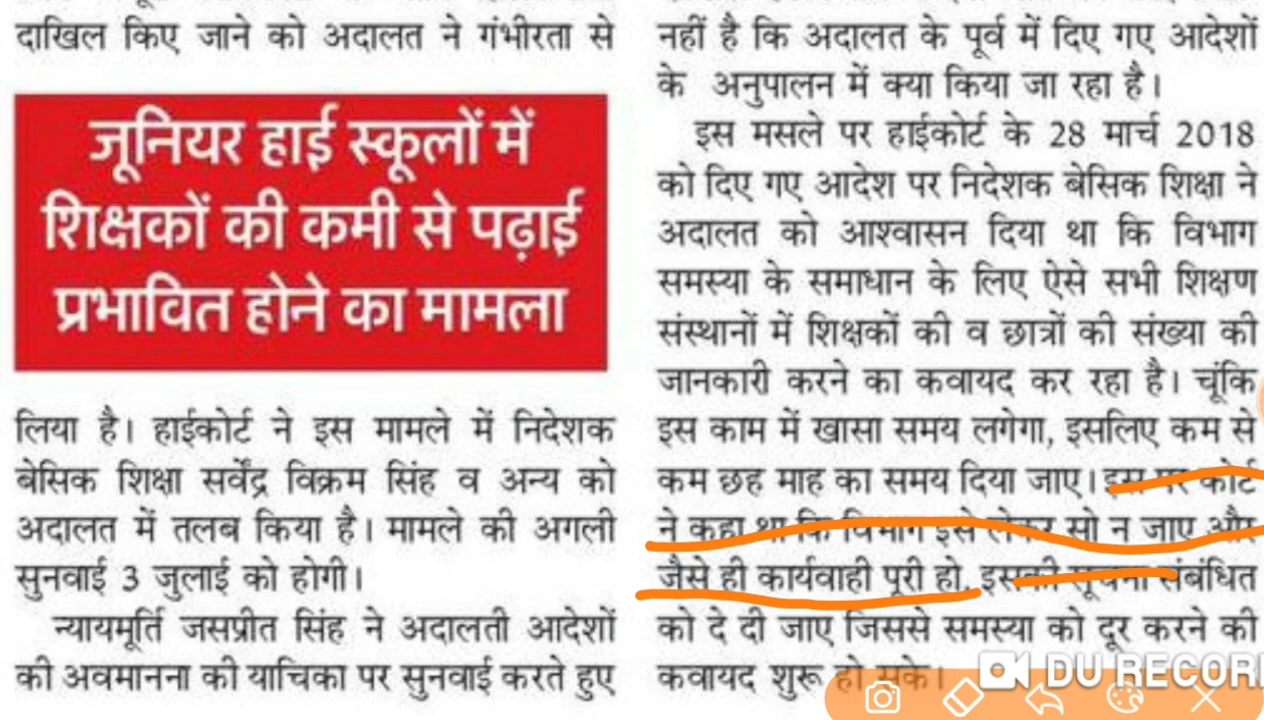 दाखिल किए जाने को अदालत ने गंभीरता से
जूनियर हाई स्कूलों में
शिक्षकों की कमी से पढ़ाई
प्रभावित होने का मामला
लिया है। हाईकोर्ट ने इस मामले में निदेशक
बेसिक शिक्षा सर्वेंद्र विक्रम सिंह व अन्य को
अदालत में तलब किया है। मामले की अगली
सुनवाई 3 जुलाई को होगी।
न्यायमूर्ति जसप्रीत सिंह ने अदालती आदेशों
की अवमानना की याचिका पर सुनवाई करते हुए
नहीं है कि अदालत के पूर्व में दिए गए आदेशों
के अनुपालन में क्या किया जा रहा है।
इस मसले पर हाईकोर्ट के 28 मार्च 2018
को दिए गए आदेश पर निदेशक बेसिक शिक्षा ने
अदालत को आश्वासन दिया था कि विभाग
समस्या के समाधान के लिए ऐसे सभी शिक्षण
संस्थानों में शिक्षकों की व छात्रों की संख्या की
जानकारी करने का कवायद कर रहा है। चूंकि
इस काम में खासा समय लगेगा, इसलिए कम से
कम छह माह का समय दिया जाए। इस पर कोर्ट
ने कहा था कि विभाग इसे लेकर सो न जाए और
जैसे ही कार्यवाही पूरी हो, इसकी सूचना संबंधित
को दे दी जाए जिससे समस्या को दूर करने की
कवायद शुरू हो सके।
DU RECOR